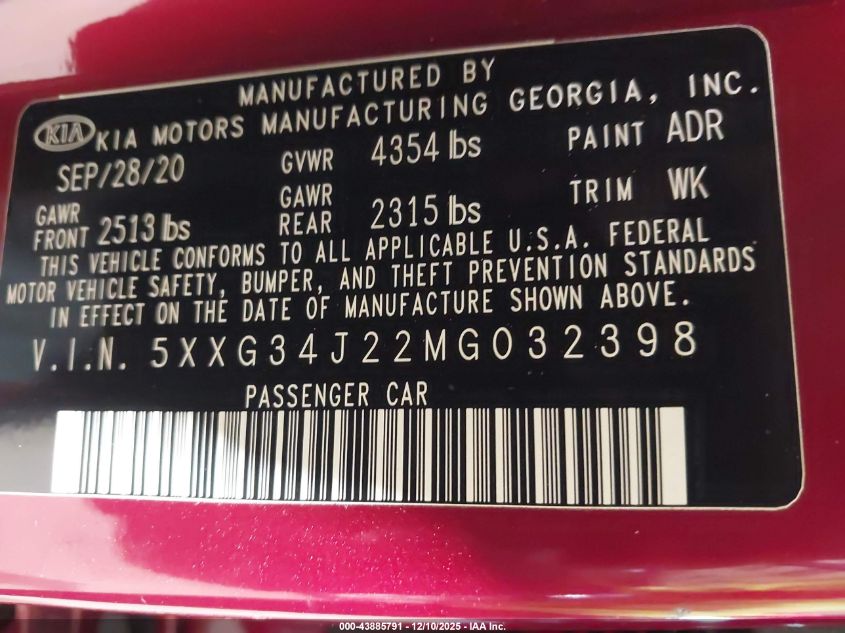 MANUFACTURED BY
KIA KIA MOTORS MANUFACTURING GEORGIA, INC.
SEP/28/20 GVWR 4354 lbs PAINT ADR
GAWR FRONT 2513 lbs GAWR REAR 2315 lbs TRIM WK
THIS VEHICLE CONFORMS TO ALL APPLICABLE U.S.A. FEDERAL
MOTOR VEHICLE SAFETY, BUMPER, AND THEFT PREVENTION STANDARDS
IN EFFECT ON THE DATE OF MANUFACTURE SHOWN ABOVE.
V.I.N. 5XXG34J22MG032398
PASSENGER CAR
000-43885791 - 12/10/2025 - IAA Inc.